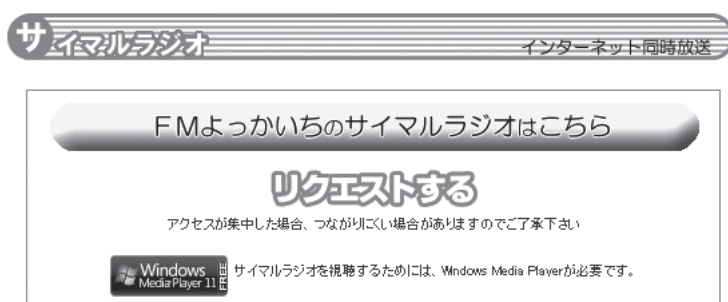 サイマルラジオ
インターネット同時放送
FMよっかいちのサイマルラジオはこちら
リクエストする
アクセスが集中した場合、つながりにくい場合がありますのでご了承下さい
Windows
MediaPlayer 11
無料
サイマルラジオを視聴するためには、Windows Media Playerが必要です。